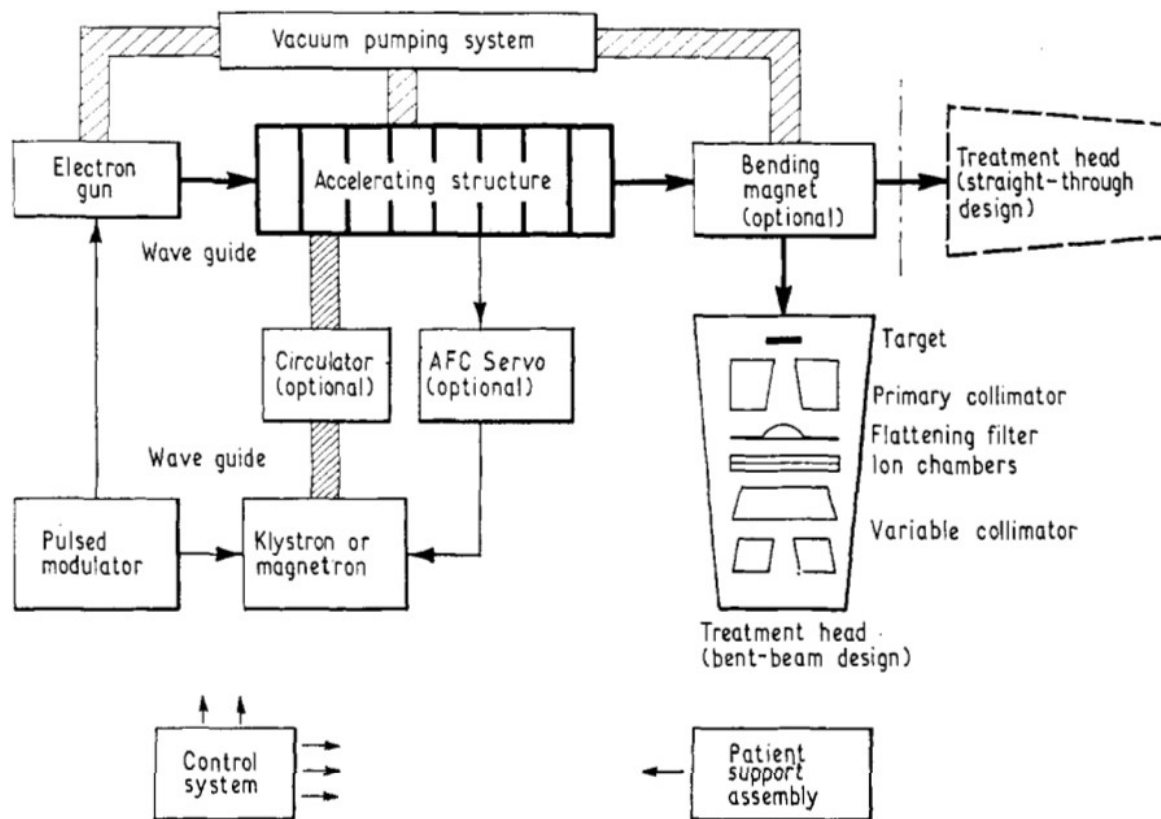 Vacuum pumping system
Electron
gun
Accelerating structure
Bending
magnet
(optional)
Treatment head
(straight-through
design)
Wave guide
Circulator
(optional)
AFC Servo
(optional)
Target
Primary collimator
Flattening filter
Ion chambers
Variable collimator
Wave guide
Pulsed
modulator
Klystron or
magnetron
Treatment head
(bent-beam design)
Control
system
Patient
support
assembly